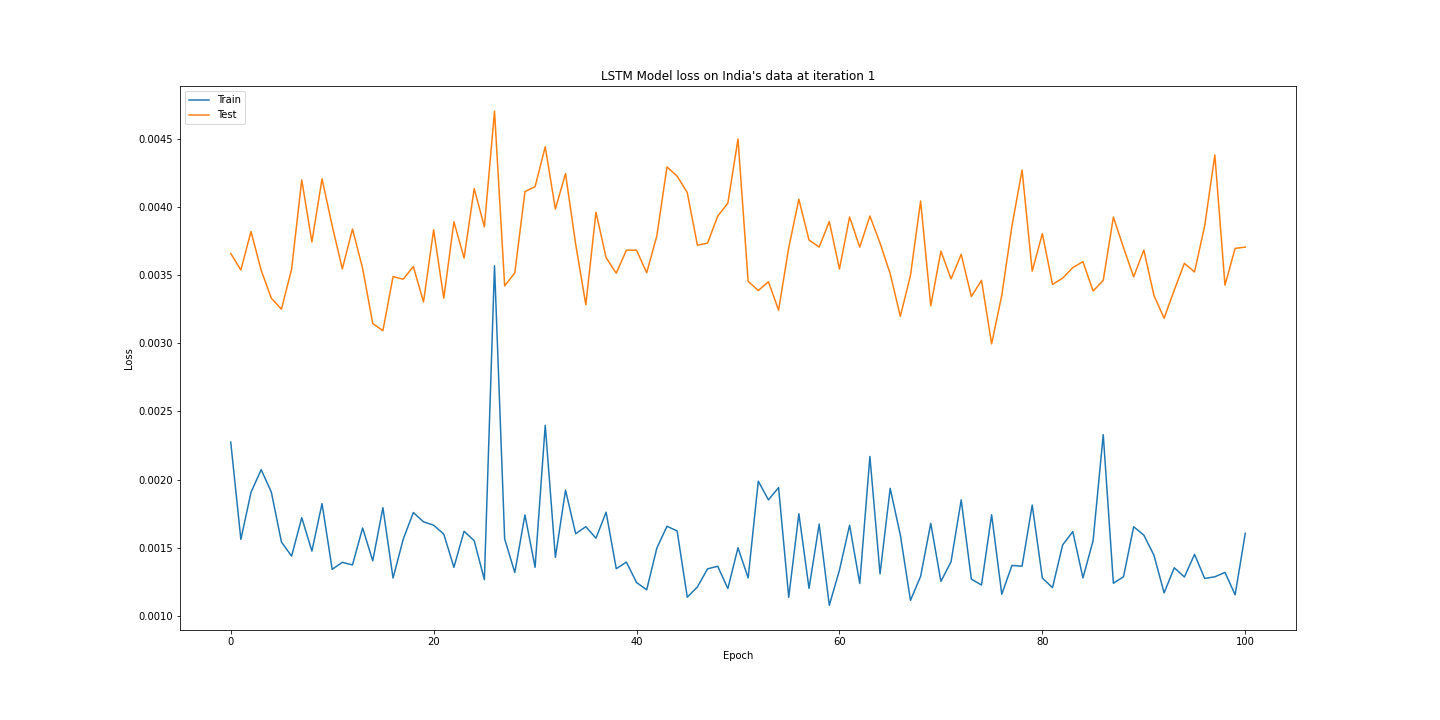 LSTM Model loss on India's data at iteration 1
Train
Test
0.0045
0.0040
0.0035
0.0030
0.0025
0.0020
0.0015
0.0010
Loss
0 20 40 60 80 100
Epoch